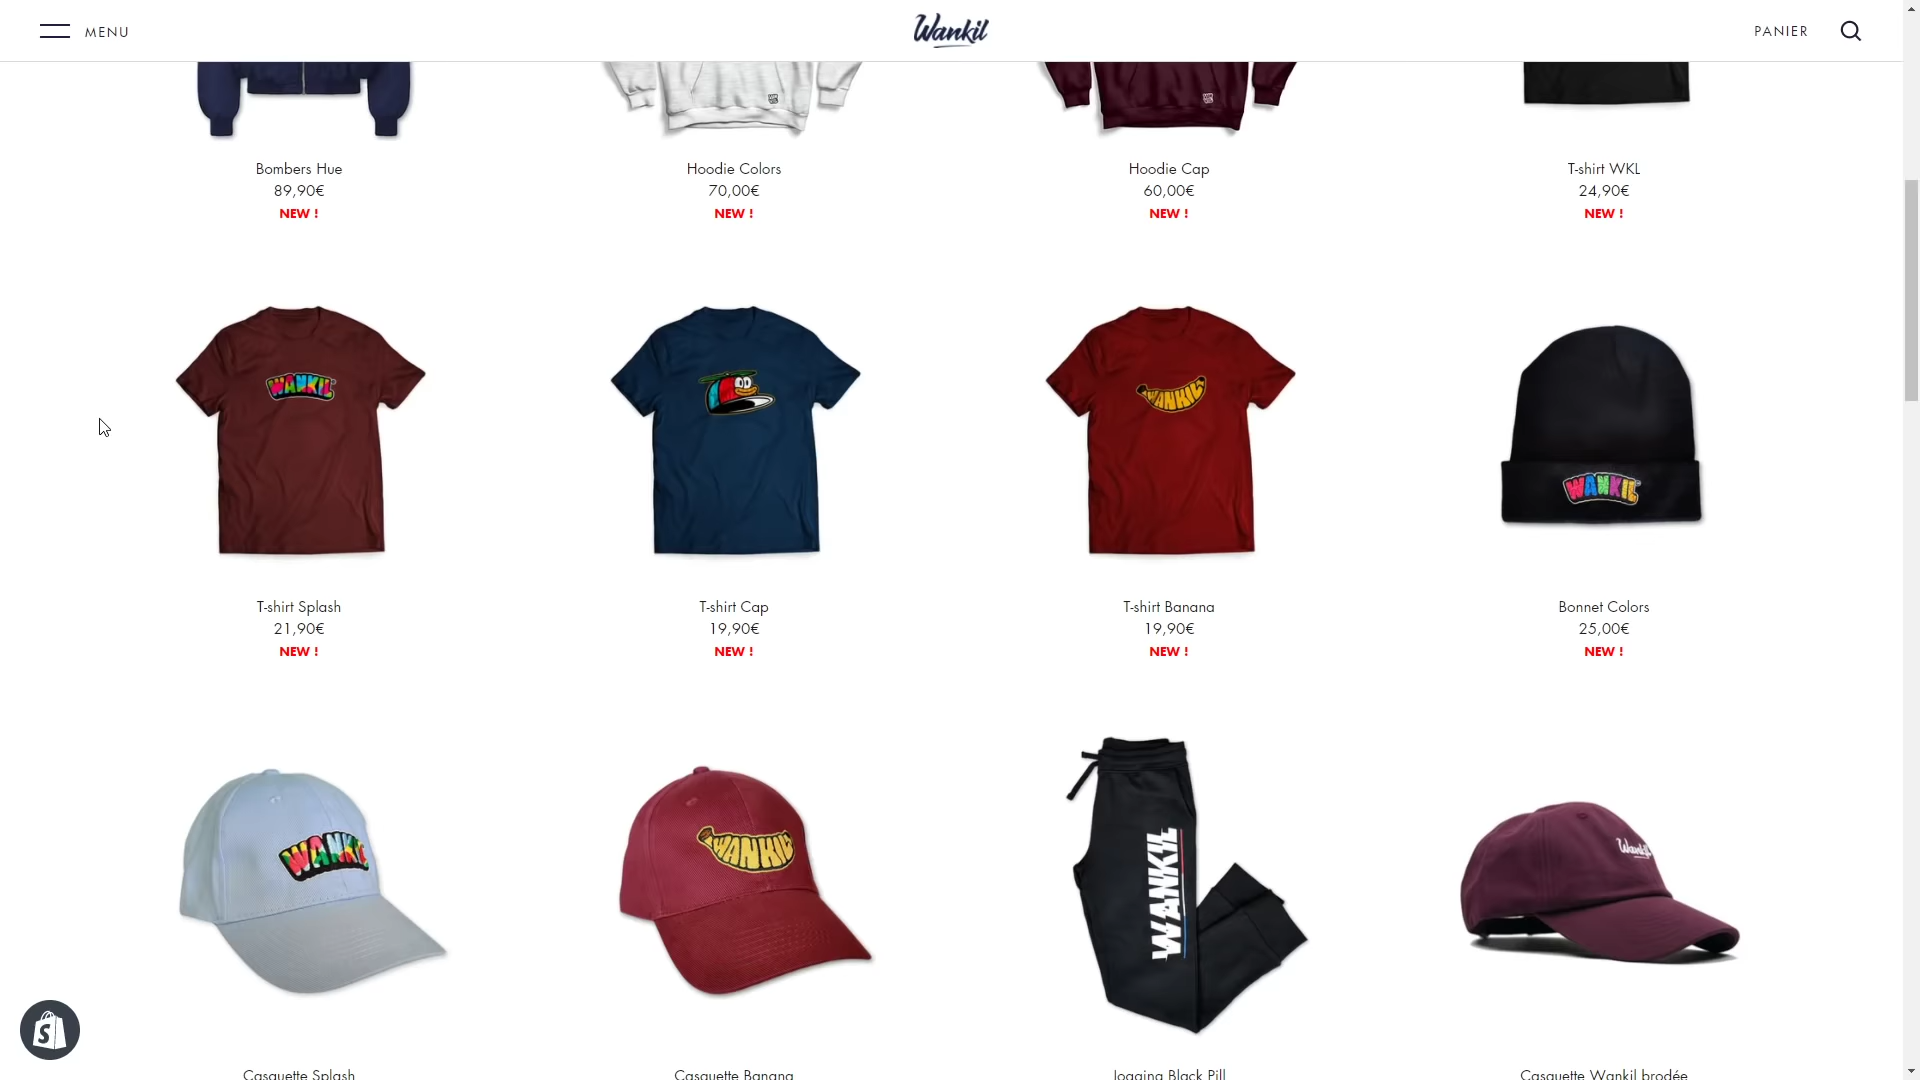 MENU
Wankil
PANIER
Bombers Hue
89,90€
NEW !
Hoodie Colors
70,00€
NEW !
Hoodie Cap
60,00€
NEW !
T-shirt WKL
24,90€
NEW !
WANKIL
WANKIL
WANKIL
T-shirt Splash
21,90€
NEW !
T-shirt Cap
19,90€
NEW !
T-shirt Banana
19,90€
NEW !
Bonnet Colors
25,00€
NEW !
WANKIL
WANKIL
WANKIL
Wankil
S
Casquette Splash
Casquette Banana
Jogging Black Pill
Casquette Wankil brodée